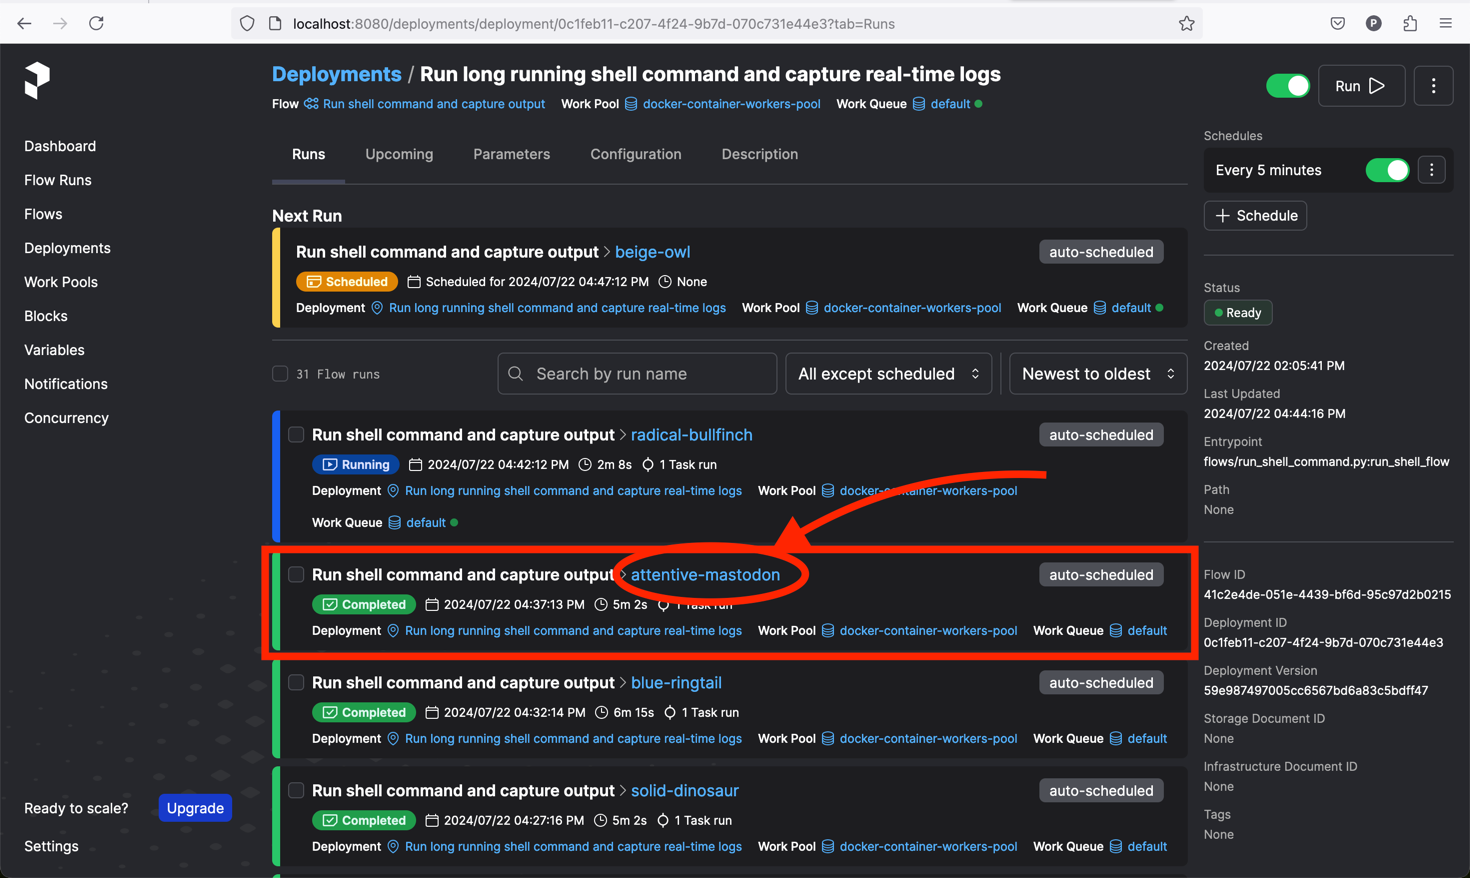 localhost:8080/deployments/deployment/0c1feb11-c207-4f24-9b7d-070c731e44e3?tab=Runs
P
Deployments / Run long running shell command and capture real-time logs
Flow Run shell command and capture output Work Pool docker-container-workers-pool Work Queue default
Run
Dashboard
Flow Runs
Flows
Deployments
Work Pools
Blocks
Variables
Notifications
Concurrency
Ready to scale? Upgrade
Settings
Runs Upcoming Parameters Configuration Description
Next Run
Run shell command and capture output > beige-owl auto-scheduled
Scheduled Scheduled for 2024/07/22 04:47:12 PM None
Deployment Run long running shell command and capture real-time logs Work Pool docker-container-workers-pool Work Queue default
31 Flow runs Search by run name All except scheduled Newest to oldest
Run shell command and capture output > radical-bullfinch auto-scheduled
Running 2024/07/22 04:42:12 PM 2m 8s 1 Task run
Deployment Run long running shell command and capture real-time logs Work Pool docker-container-workers-pool
Work Queue default
Run shell command and capture output > attentive-mastodon auto-scheduled
Completed 2024/07/22 04:37:13 PM 5m 2s 1 Task run
Deployment Run long running shell command and capture real-time logs Work Pool docker-container-workers-pool Work Queue default
Run shell command and capture output > blue-ringtail auto-scheduled
Completed 2024/07/22 04:32:14 PM 6m 15s 1 Task run
Deployment Run long running shell command and capture real-time logs Work Pool docker-container-workers-pool Work Queue default
Run shell command and capture output > solid-dinosaur auto-scheduled
Completed 2024/07/22 04:27:16 PM 5m 2s 1 Task run
Deployment Run long running shell command and capture real-time logs Work Pool docker-container-workers-pool Work Queue default
Schedules
Every 5 minutes
+ Schedule
Status
Ready
Created
2024/07/22 02:05:41 PM
Last Updated
2024/07/22 04:44:16 PM
Entrypoint
flows/run_shell_command.py:run_shell_flow
Path
None
Flow ID
41c2e4de-051e-4439-bf6d-95c97d2b0215
Deployment ID
0c1feb11-c207-4f24-9b7d-070c731e44e3
Deployment Version
59e987497005cc6567bd6a83c5bdff47
Storage Document ID
None
Infrastructure Document ID
None
Tags
None